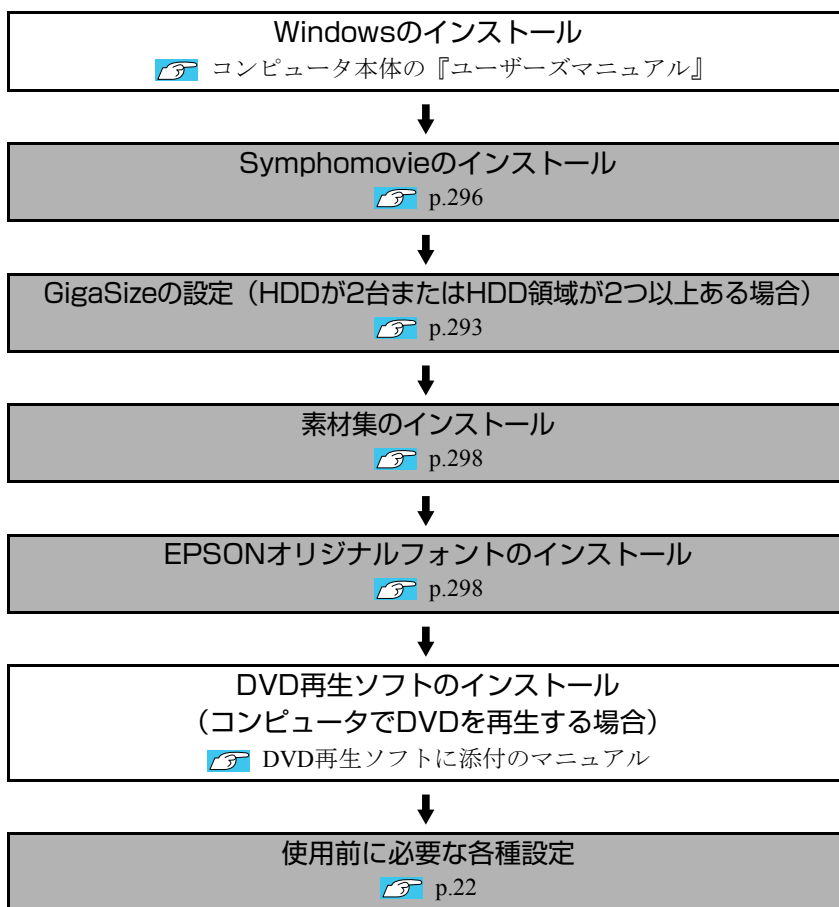 Windowsのインストール
コンピュータ本体の『ユーザーズマニュアル』
Symphomovieのインストール
p.296
GigaSizeの設定（HDDが2台またはHDD領域が2つ以上ある場合）
p.293
素材集のインストール
p.298
EPSONオリジナルフォントのインストール
p.298
DVD再生ソフトのインストール
（コンピュータでDVDを再生する場合）
DVD再生ソフトに添付のマニュアル
使用前に必要な各種設定
p.22